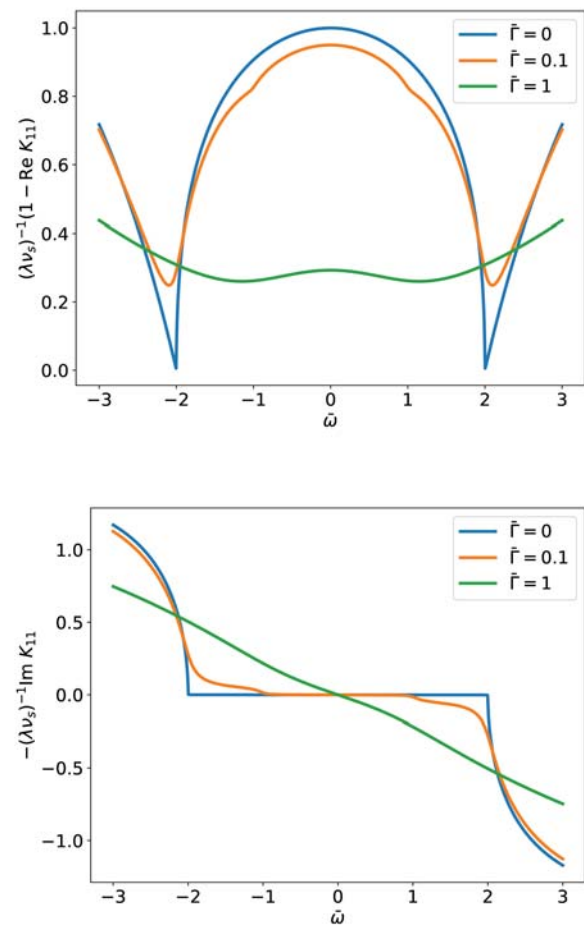 1.0
0.8
0.6
0.4
0.2
0.0
(λν_s)^{-1}(1 − Re K_{11})
Γ̄ = 0
Γ̄ = 0.1
Γ̄ = 1
−3 −2 −1 0 1 2 3
ω̄
1.0
0.5
0.0
−0.5
−1.0
−(λν_s)^{-1}Im K_{11}
Γ̄ = 0
Γ̄ = 0.1
Γ̄ = 1
−3 −2 −1 0 1 2 3
ω̄